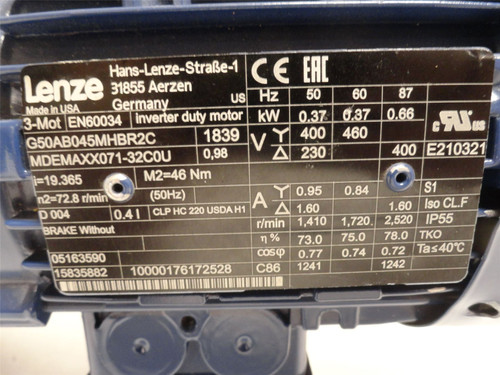 Lenze
Hans-Lenze-Straße-1
31855 Aerzen
Germany
Made in USA
US
CE EAC
3-Mot EN60034 inverter duty motor
G50AB045MHBR2C 1839
MDEMAXX071-32C0U 0,98
i=19.365 M2=46 Nm
n2=72.8 r/min (50Hz)
D 004 0.4 l CLP HC 220 USDA H1
BRAKE Without
05163590
15835882 10000176172528
Hz 50 60 87
kW 0.37 0.37 0.66
V Y 400 460
△ 230 400
A Y 0.95 0.84
△ 1.60 1.60
r/min 1,410 1,720 2,520
η % 73.0 75.0 78.0
cosφ 0.77 0.74 0.72
C86 1241 1242
c RU US
E210321
S1
Iso CL.F
IP55
TKO
Ta≤40°C